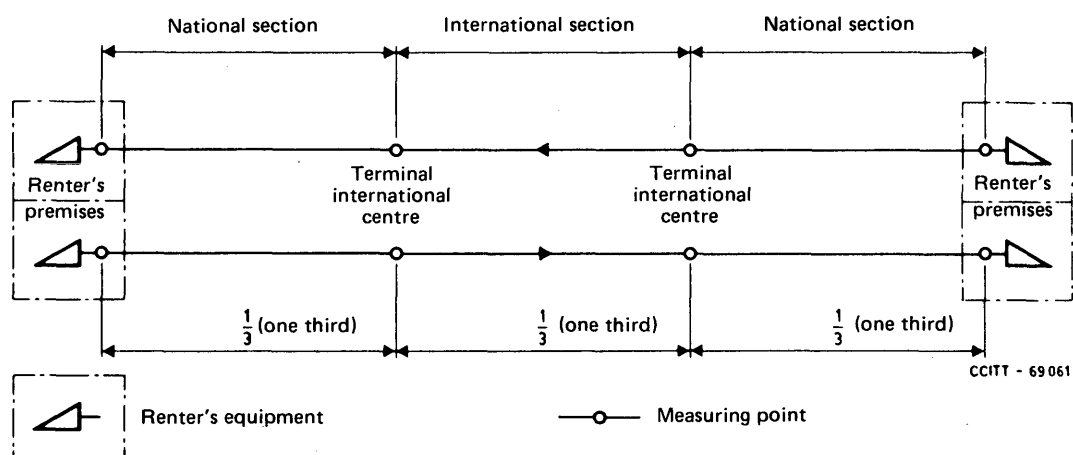 National section
International section
National section
Renter's
premises
Terminal
international
centre
Terminal
international
centre
Renter's
premises
1/3 (one third)
1/3 (one third)
1/3 (one third)
CCITT - 69061
Renter's equipment
Measuring point